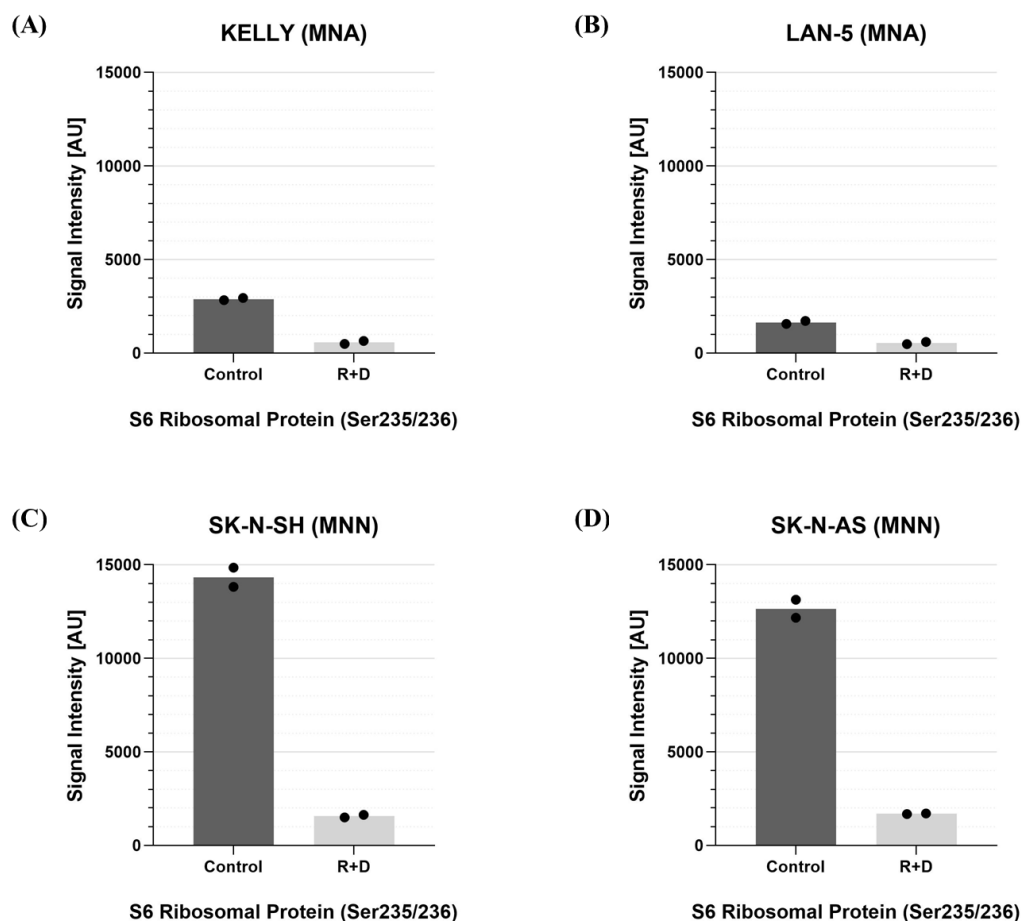 (A)
KELLY (MNA)
15000
10000
5000
0
Signal Intensity [AU]
Control
R+D
S6 Ribosomal Protein (Ser235/236)
(B)
LAN-5 (MNA)
15000
10000
5000
0
Signal Intensity [AU]
Control
R+D
S6 Ribosomal Protein (Ser235/236)
(C)
SK-N-SH (MNN)
15000
10000
5000
0
Signal Intensity [AU]
Control
R+D
S6 Ribosomal Protein (Ser235/236)
(D)
SK-N-AS (MNN)
15000
10000
5000
0
Signal Intensity [AU]
Control
R+D
S6 Ribosomal Protein (Ser235/236)